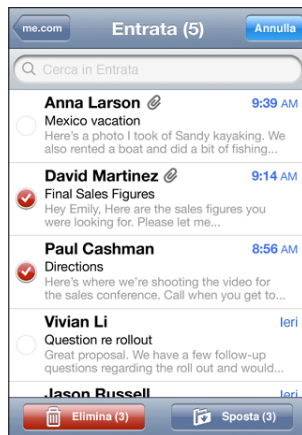 me.com
Entrata (5)
Annulla
Cerca in Entrata
Anna Larson
9:39 AM
Mexico vacation
Here's a photo I took of Sandy kayaking. We
also rented a boat and did a bit of fishing...
David Martinez
9:14 AM
Final Sales Figures
Hey Emily, Here are the sales figures you
were looking for. Please let me...
Paul Cashman
8:56 AM
Directions
Here's where we're shooting the video for
the sales conference. Call when you get to...
Vivian Li
Ieri
Question re rollout
Great proposal. We have a few follow-up
questions regarding the roll out and would...
Jason Russell
Ieri
Elimina (3)
Sposta (3)